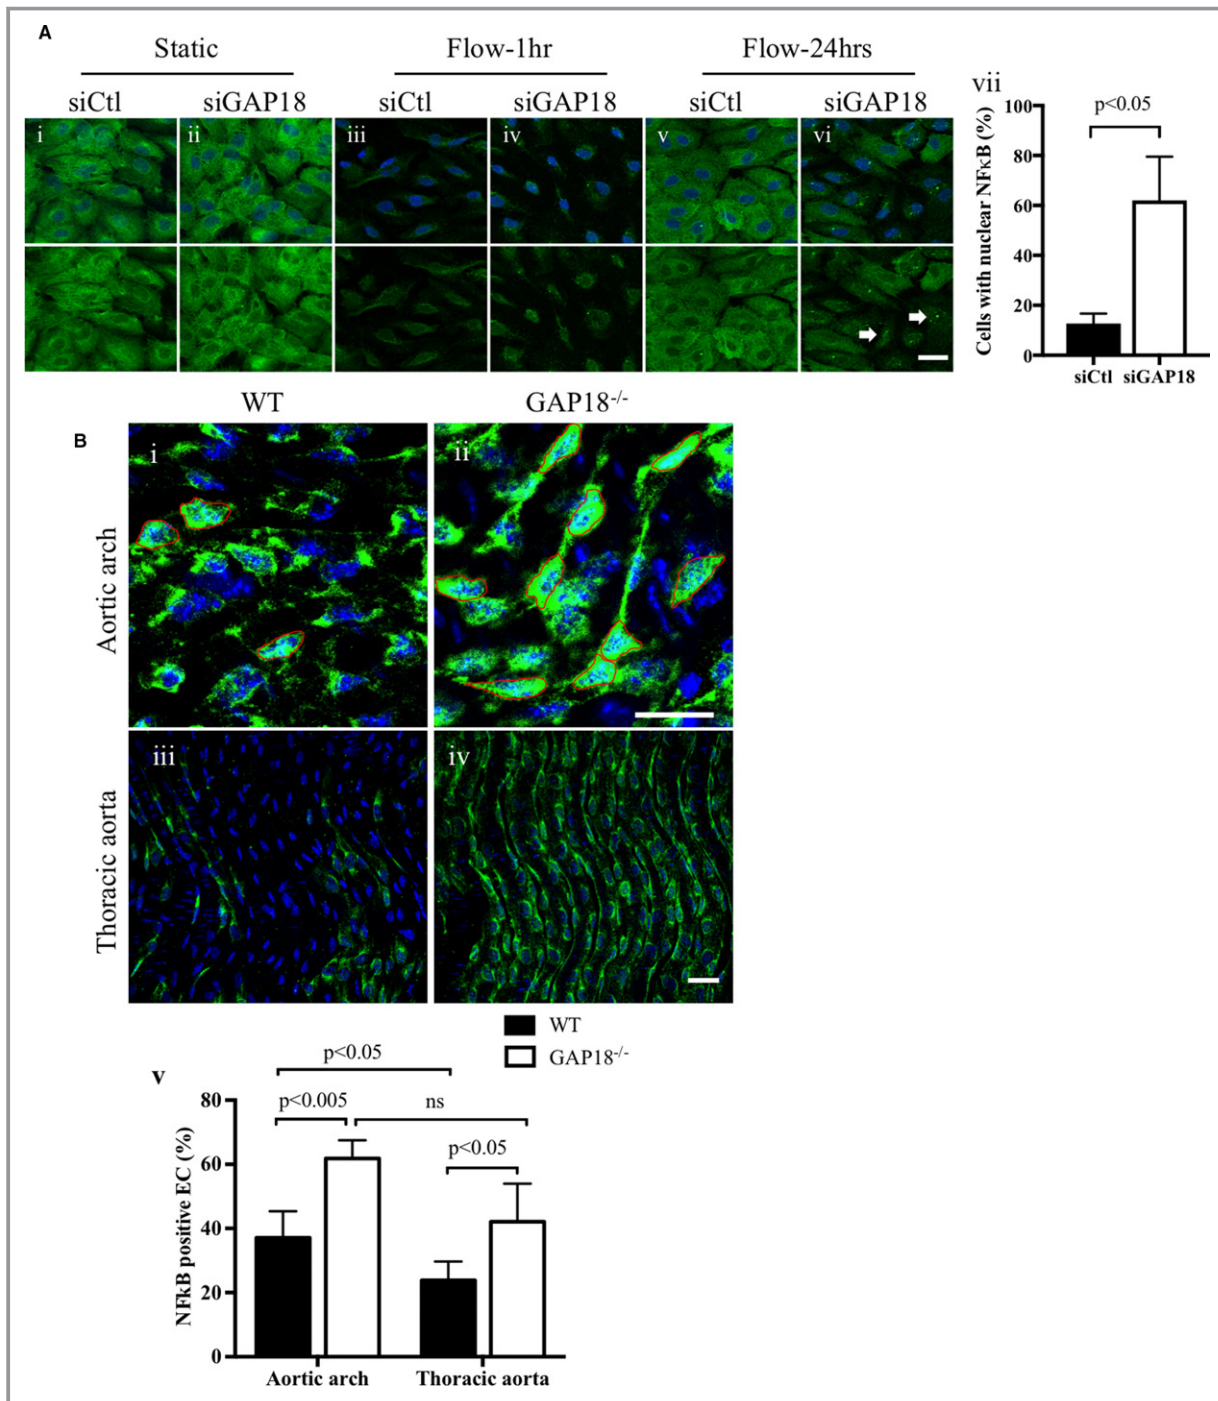 A
Static Flow-1hr Flow-24hrs
siCtl siGAP18 siCtl siGAP18 siCtl siGAP18
i ii iii iv v vi
vii
Cells with nuclear NFκB (%)
p<0.05
100
80
60
40
20
0
siCtl siGAP18
B
WT GAP18-/-
Aortic arch
i ii
Thoracic aorta
iii iv
WT
GAP18-/-
v
NFkB positive EC (%)
p<0.05
p<0.005 ns
p<0.05
80
60
40
20
0
Aortic arch Thoracic aorta